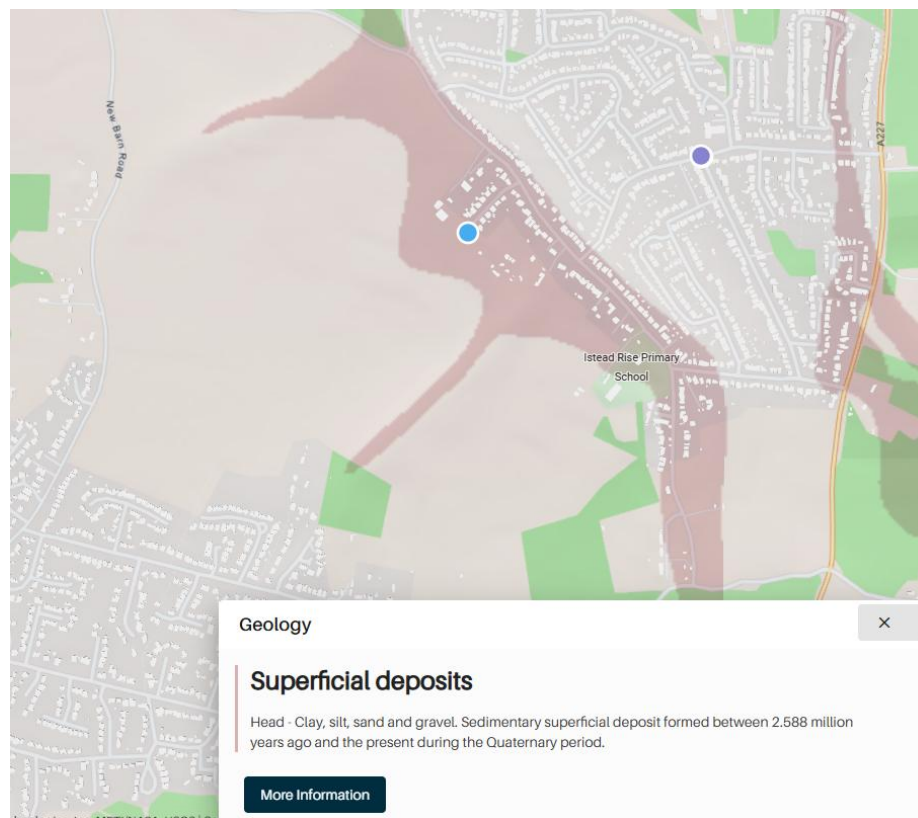 New Barn Road
A227
Istead Rise Primary
School
Geology
Superficial deposits
Head - Clay, silt, sand and gravel. Sedimentary superficial deposit formed between 2.588 million
years ago and the present during the Quaternary period.
More Information